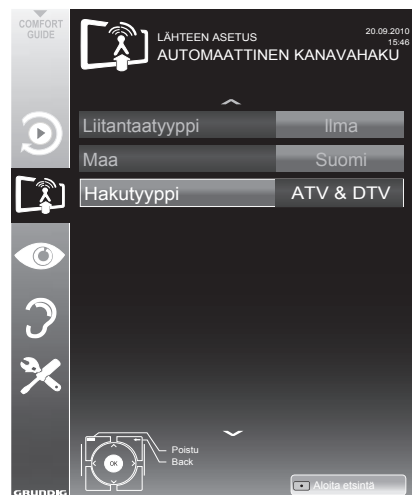 COMFORT
GUIDE
LÄHTEEN ASETUS
AUTOMAATTINEN KANAVAHAKU
20.09.2010
15:46
Liitantaatyyppi Ilma
Maa Suomi
Hakutyyppi ATV & DTV
OK
Poistu
Back
Aloita etsintä
GRUNDIG